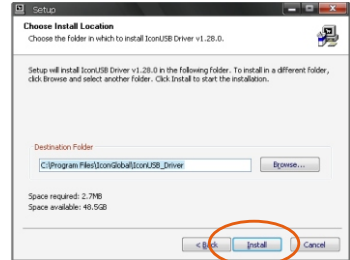 Setup
Choose Install Location
Choose the folder in which to install IconUSB Driver v1.28.0.
Setup will install IconUSB Driver v1.28.0 in the following folder. To install in a different folder,
click Browse and select another folder. Click Install to start the installation.
Destination Folder
C:\Program Files\IconGlobal\IconUSB_Driver
Browse...
Space required: 2.7MB
Space available: 48.5GB
< Back
Install
Cancel